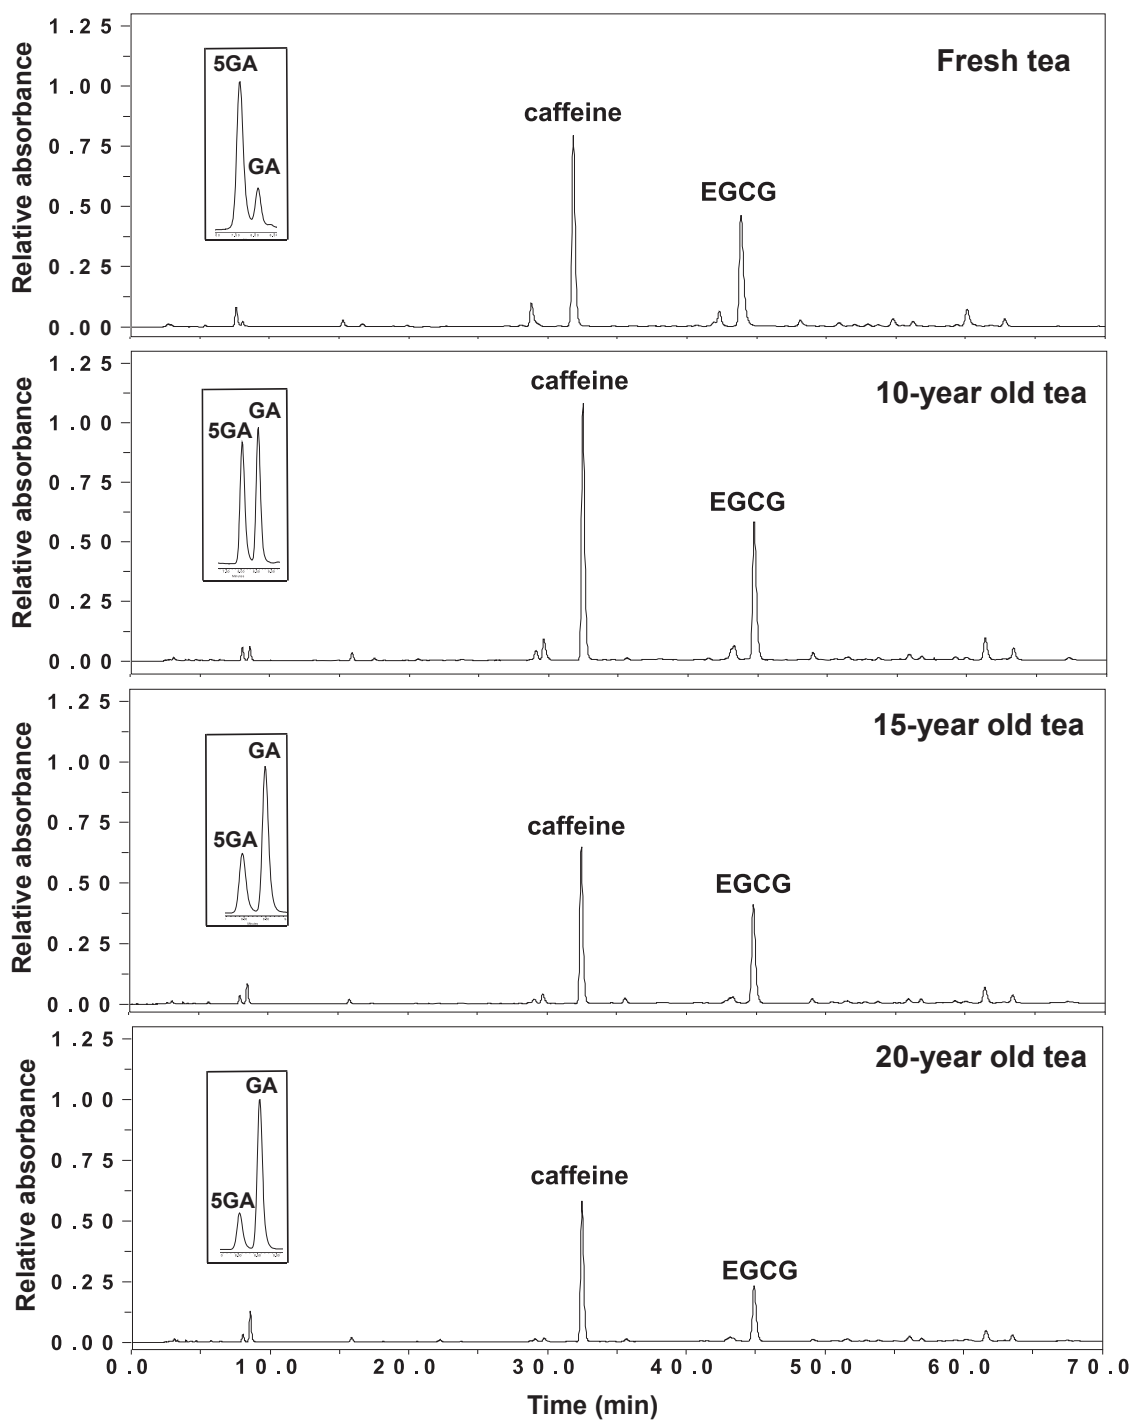 1.25
1.00
0.75
0.50
0.25
0.00
Relative absorbance
Fresh tea
5GA
GA
caffeine
EGCG
1.25
1.00
0.75
0.50
0.25
0.00
Relative absorbance
10-year old tea
GA
5GA
caffeine
EGCG
1.25
1.00
0.75
0.50
0.25
0.00
Relative absorbance
15-year old tea
GA
5GA
caffeine
EGCG
1.25
1.00
0.75
0.50
0.25
0.00
Relative absorbance
20-year old tea
GA
5GA
caffeine
EGCG
0.0 10.0 20.0 30.0 40.0 50.0 60.0 70.0
Time (min)